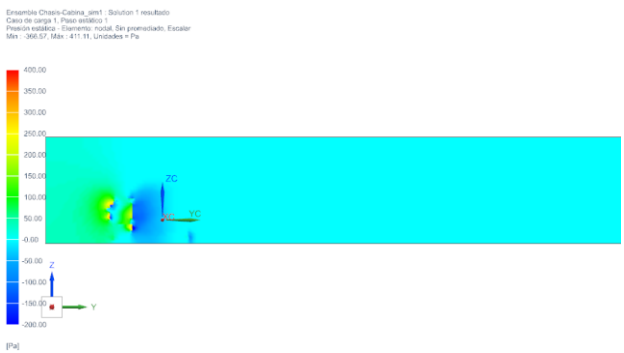 Ensamble Chasis-Cabina_sim1 : Solution 1 resultado
Caso de carga 1, Paso estático 1
Presión estática - Elemento, nodal, Sin promediado, Escalar
Mín : -366.57, Máx : 411.11, Unidades = Pa
400.00
350.00
300.00
250.00
200.00
150.00
100.00
50.00
-0.00
-50.00
-100.00
-150.00
-200.00
[Pa]
ZC
XC
YC
Z
Y